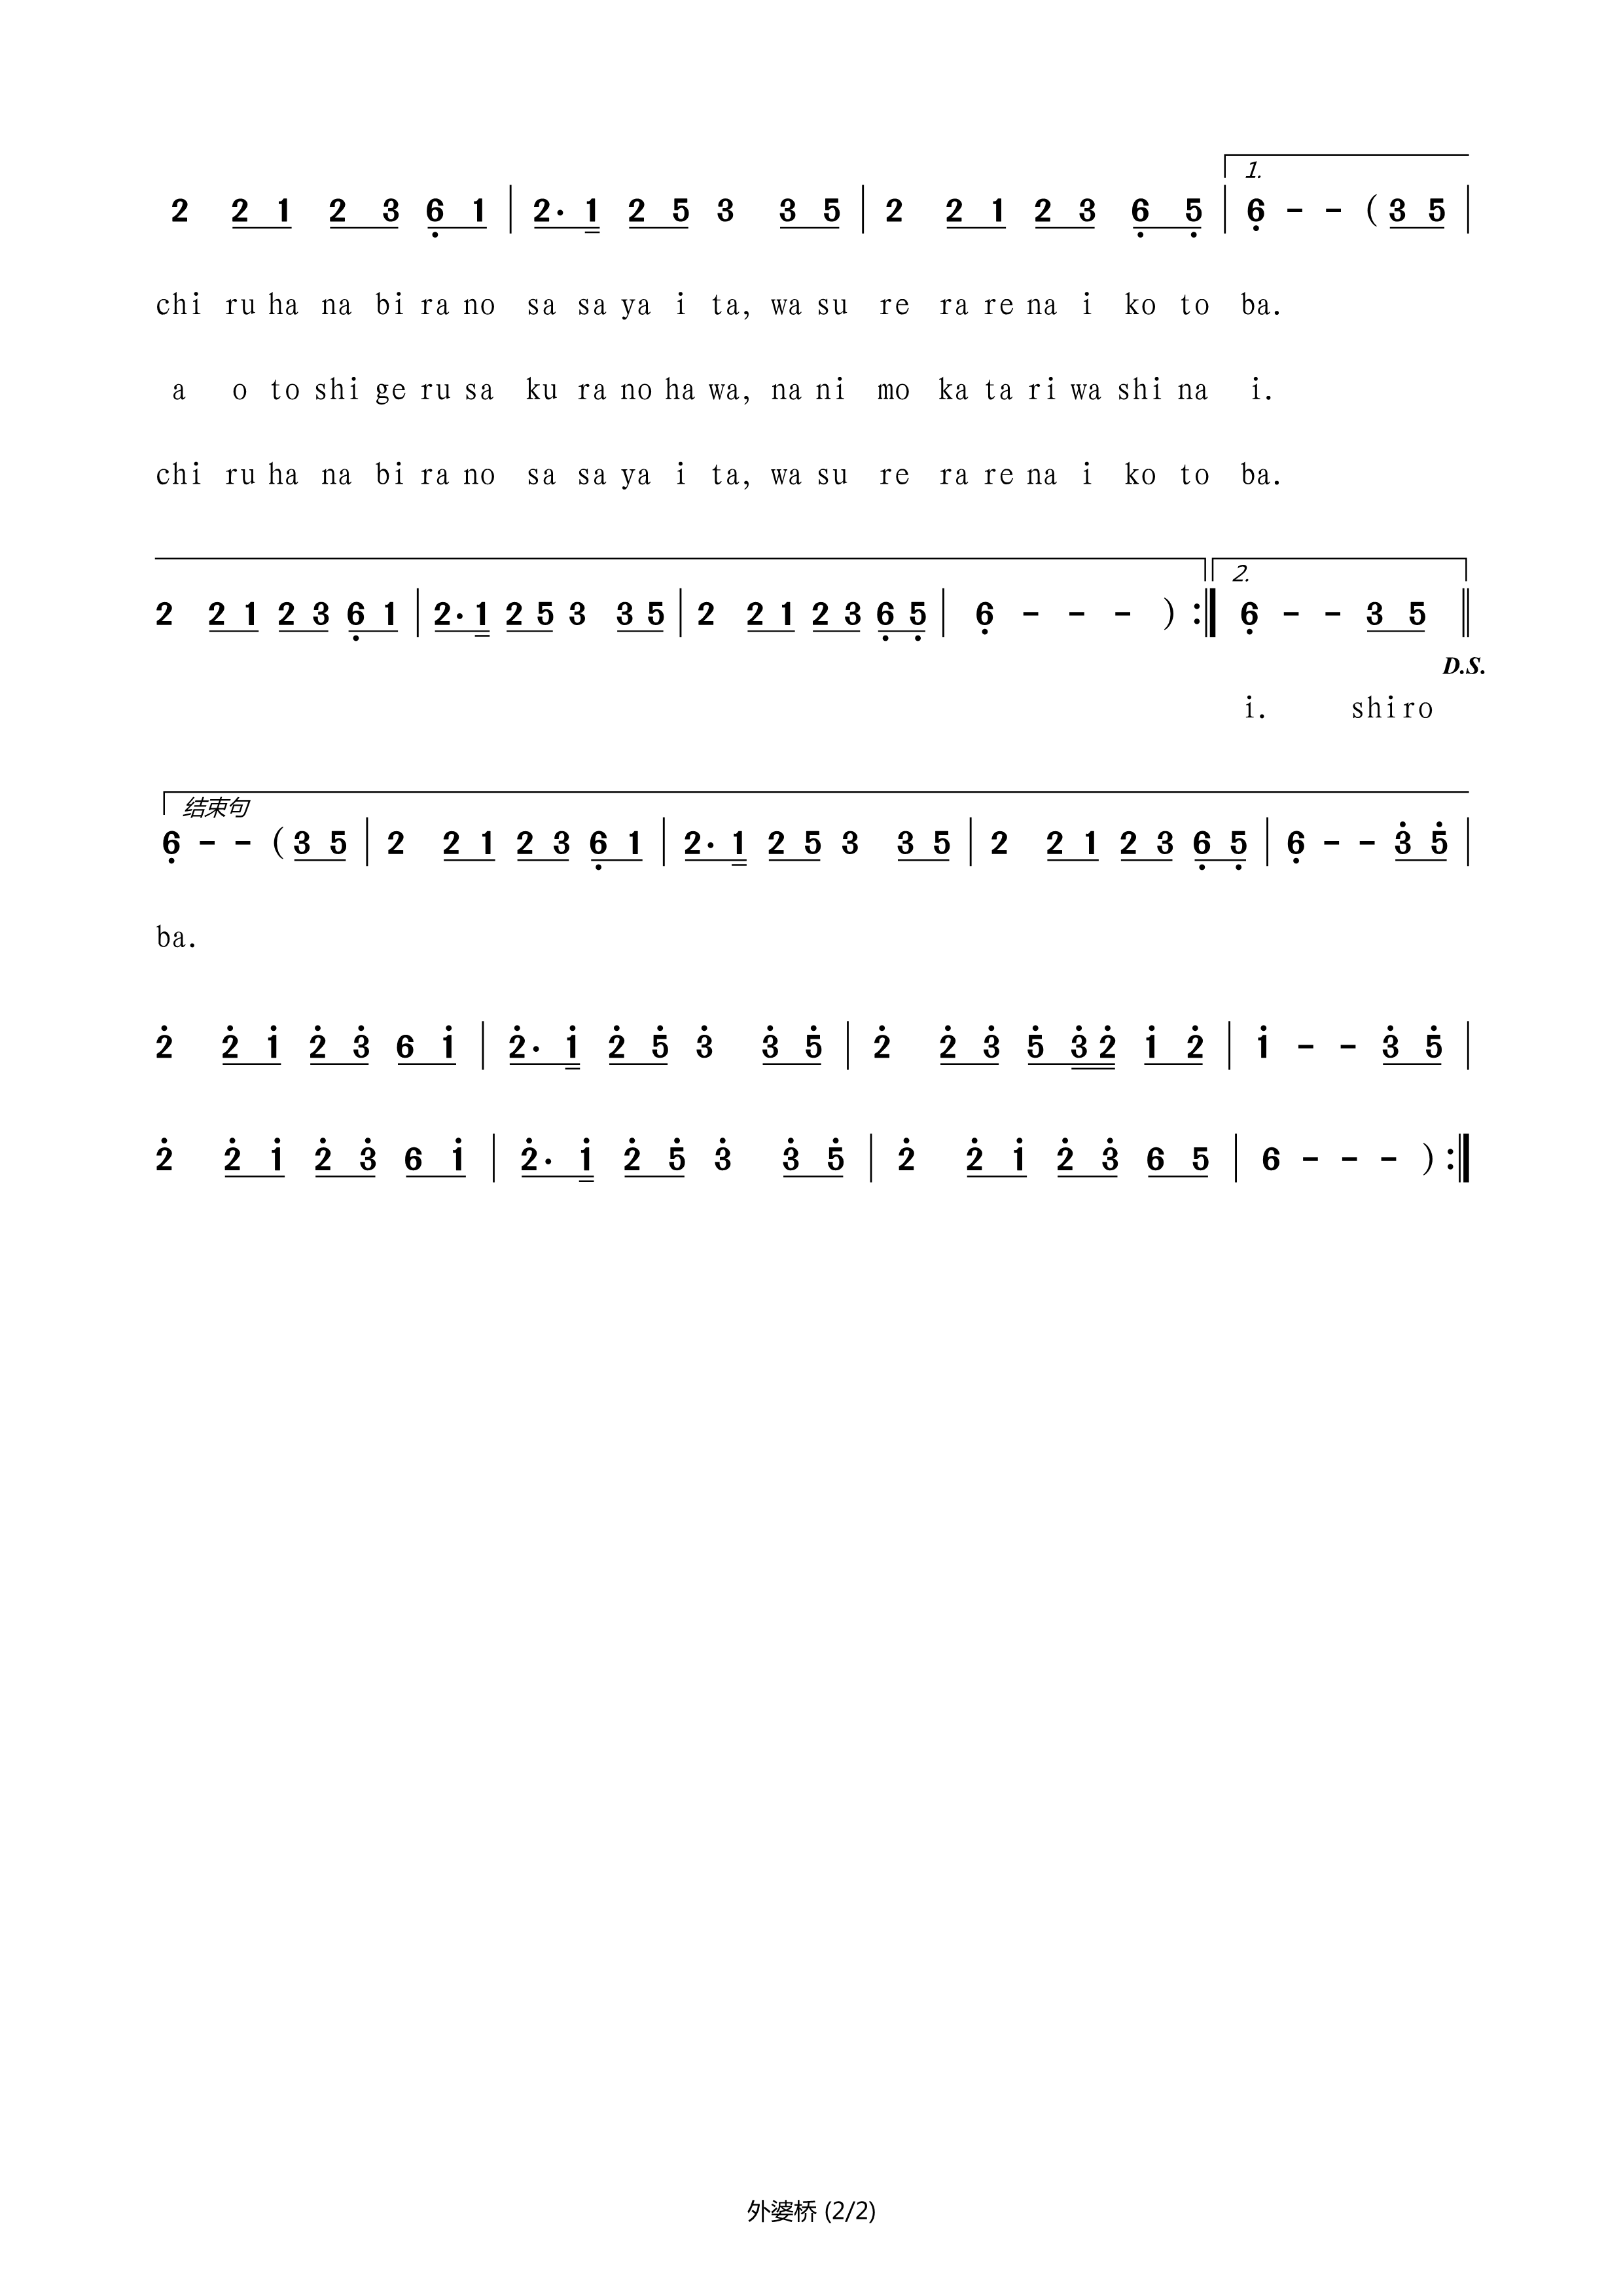 1.
2 2 1 2 3 6̣ 1 | 2· 1 2 5 3 3 5 | 2 2 1 2 3 6̣ 5̣ | 6̣ - - ( 3 5 |
chi ru ha na bi ra no sa sa ya i ta, wa su re ra re na i ko to ba.
a o to shi ge ru sa ku ra no ha wa, na ni mo ka ta ri wa shi na i.
chi ru ha na bi ra no sa sa ya i ta, wa su re ra re na i ko to ba.
2.
2 2 1 2 3 6̣ 1 | 2· 1 2 5 3 3 5 | 2 2 1 2 3 6̣ 5̣ | 6̣ - - - ) :‖ 6̣ - - 3 5 ‖
D.S.
i. shiro
结束句
6̣ - - ( 3 5 | 2 2 1 2 3 6̣ 1 | 2· 1 2 5 3 3 5 | 2 2 1 2 3 6̣ 5̣ | 6̣ - - 3̇ 5̇ |
ba.
2̇ 2̇ 1̇ 2̇ 3̇ 6 1̇ | 2̇· 1̇ 2̇ 5̇ 3̇ 3̇ 5̇ | 2̇ 2̇ 3̇ 5̇ 3̇ 2̇ 1̇ 2̇ | 1̇ - - 3̇ 5̇ |
2̇ 2̇ 1̇ 2̇ 3̇ 6 1̇ | 2̇· 1̇ 2̇ 5̇ 3̇ 3̇ 5̇ | 2̇ 2̇ 1̇ 2̇ 3̇ 6 5 | 6 - - - ) :‖
外婆桥 (2/2)